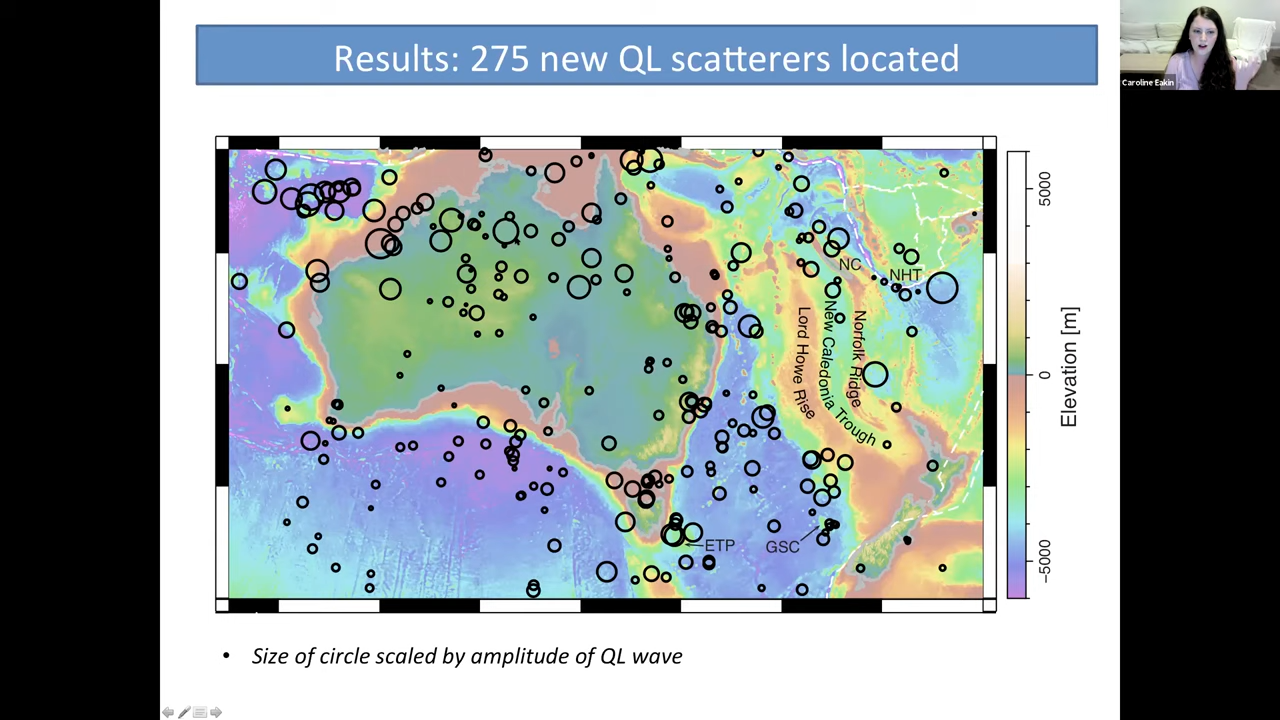 Results: 275 new QL scatterers located
Caroline Eakin
NC
NHT
Lord Howe Rise
New Caledonia Trough
Norfolk Ridge
ETP
GSC
5000
0
−5000
Elevation [m]
• Size of circle scaled by amplitude of QL wave